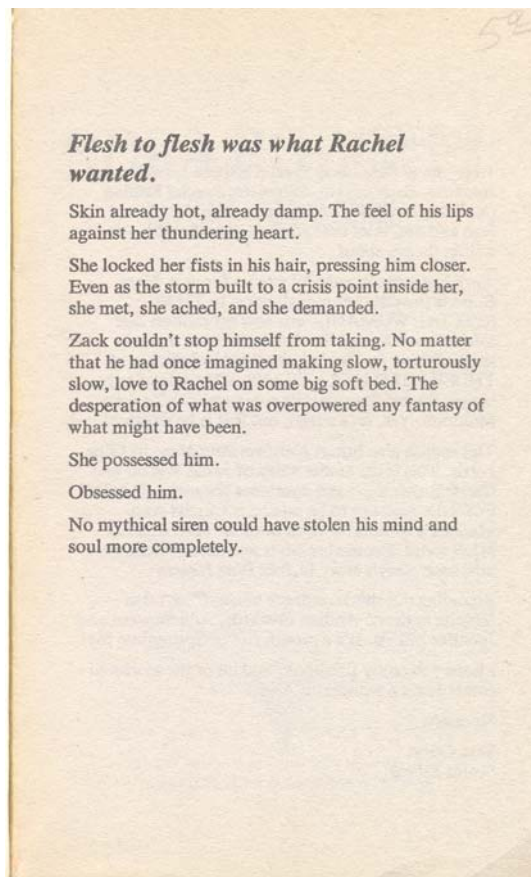 Flesh to flesh was what Rachel
wanted.
Skin already hot, already damp. The feel of his lips
against her thundering heart.
She locked her fists in his hair, pressing him closer.
Even as the storm built to a crisis point inside her,
she met, she ached, and she demanded.
Zack couldn't stop himself from taking. No matter
that he had once imagined making slow, torturously
slow, love to Rachel on some big soft bed. The
desperation of what was overpowered any fantasy of
what might have been.
She possessed him.
Obsessed him.
No mythical siren could have stolen his mind and
soul more completely.